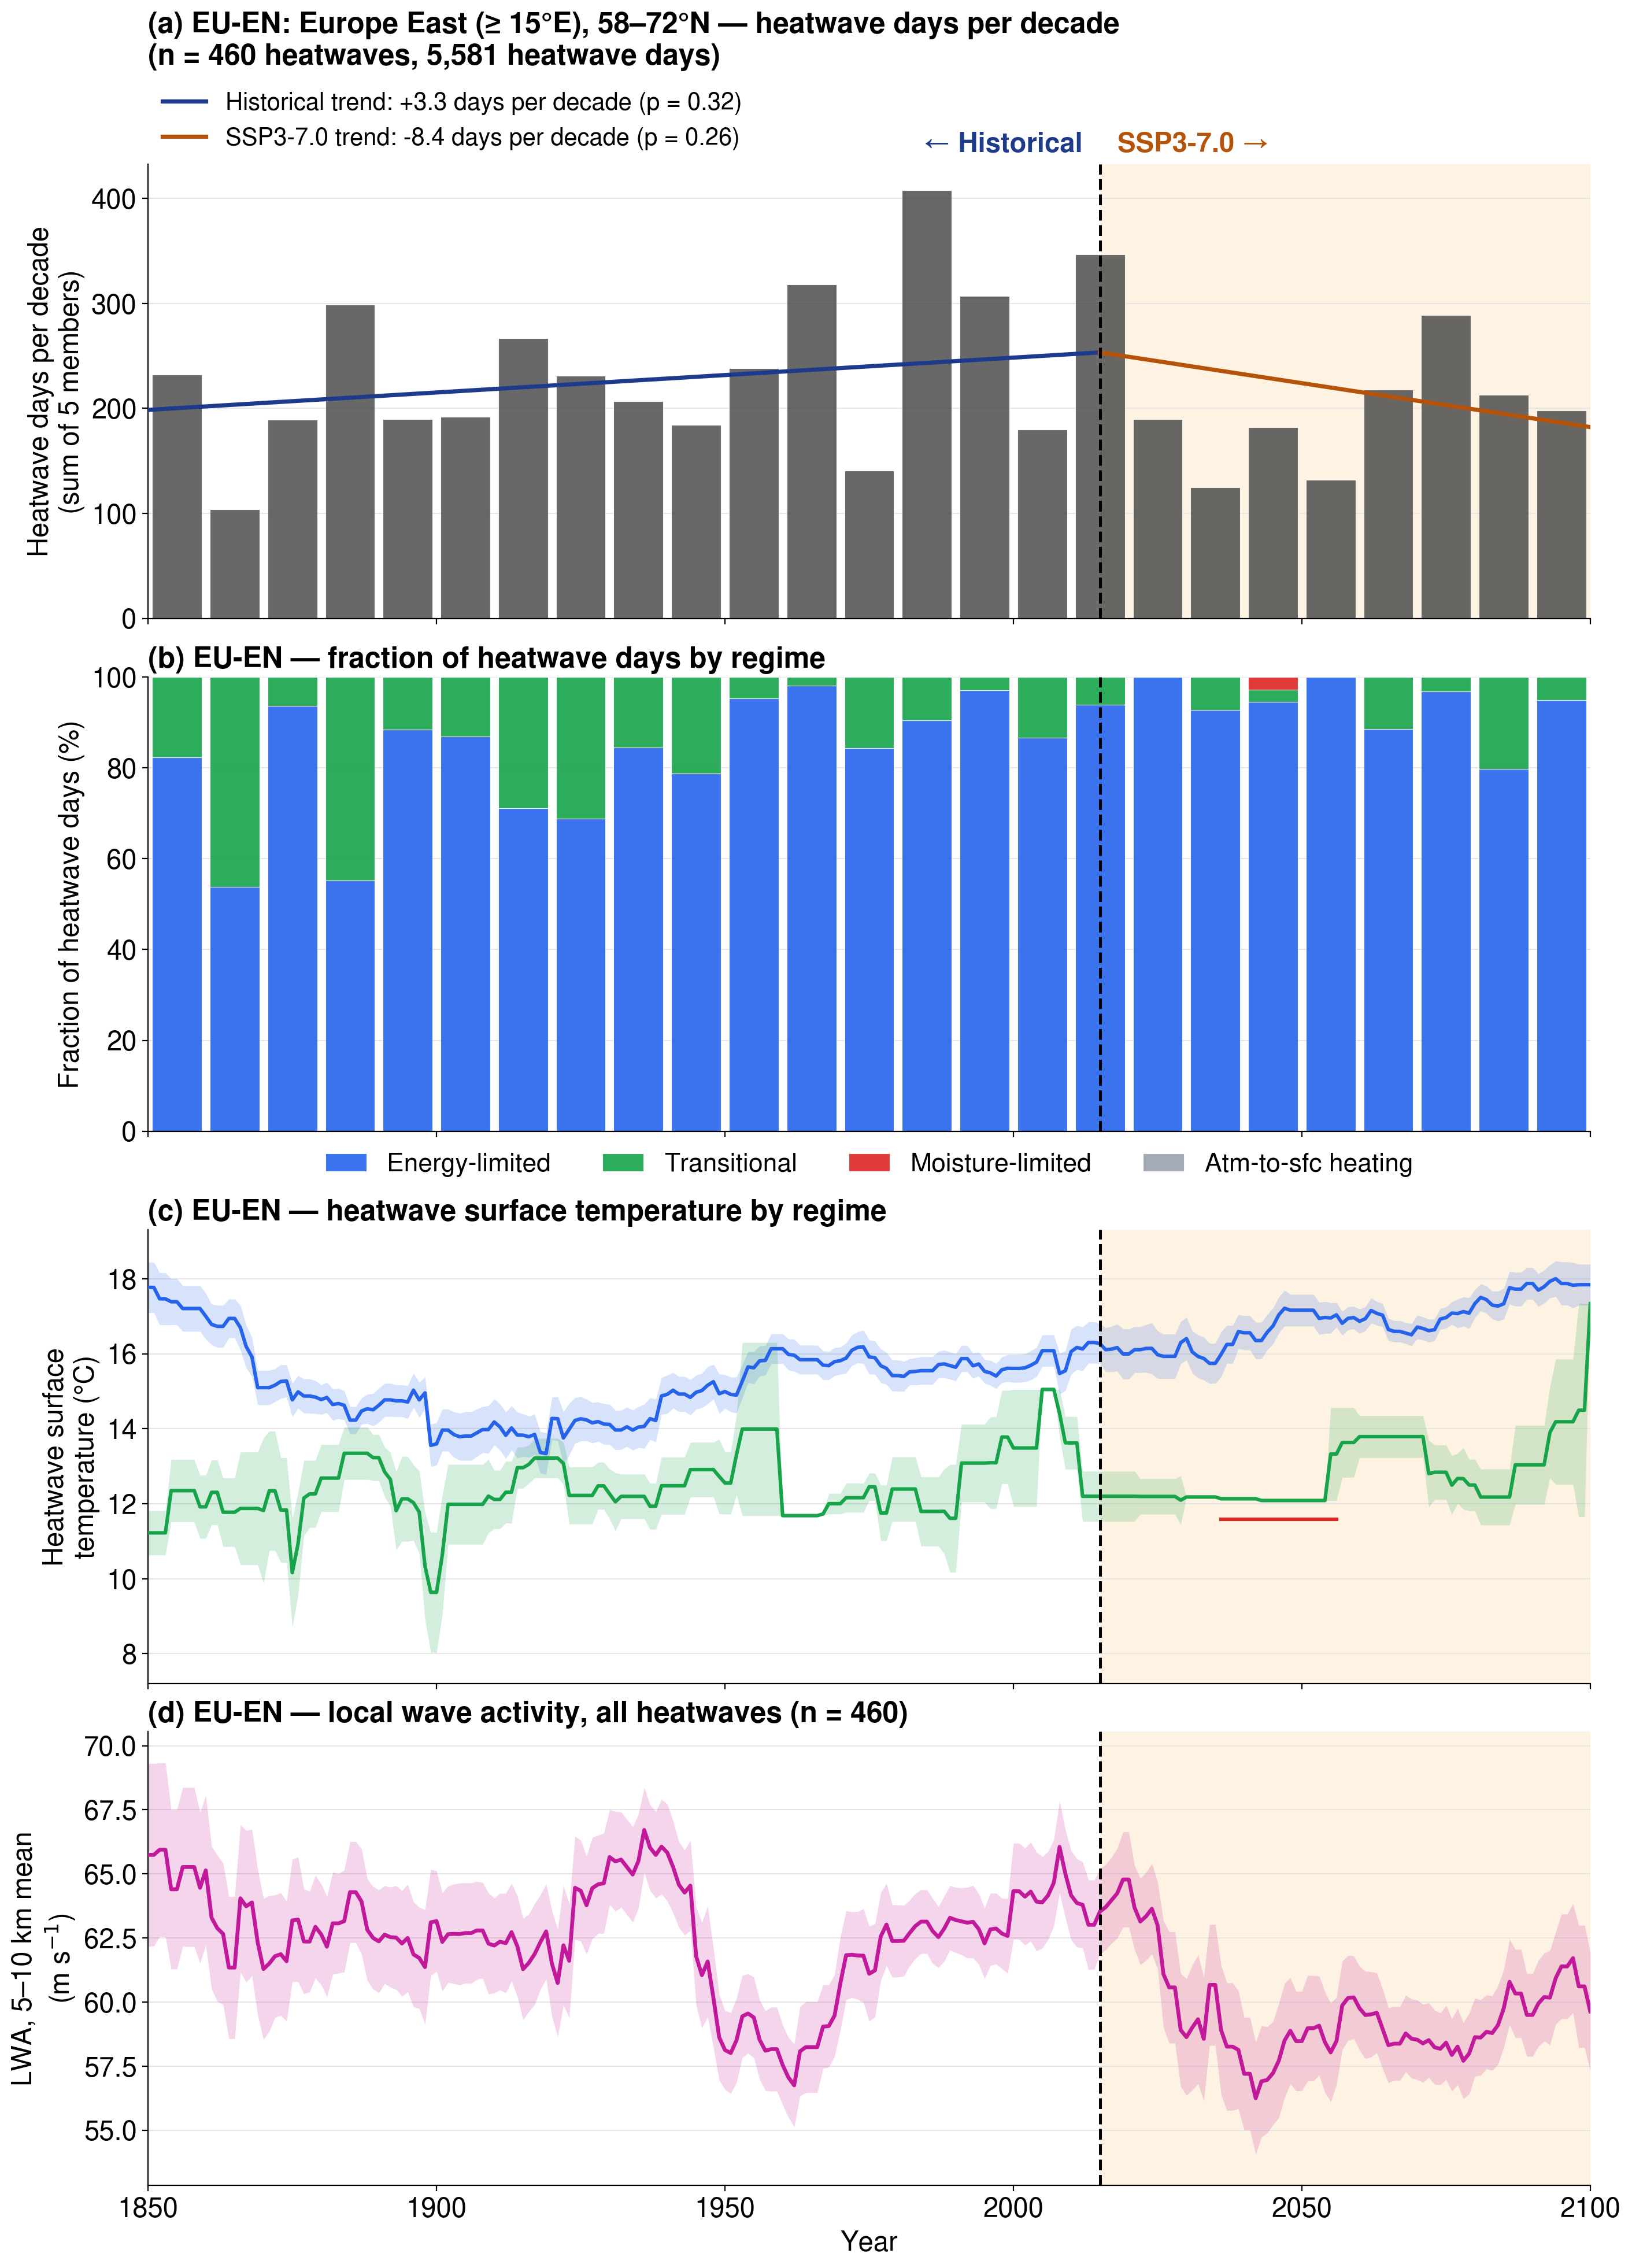 (a) EU-EN: Europe East (≥ 15°E), 58–72°N — heatwave days per decade
(n = 460 heatwaves, 5,581 heatwave days)
Historical trend: +3.3 days per decade (p = 0.32)
SSP3-7.0 trend: -8.4 days per decade (p = 0.26)
← Historical
SSP3-7.0 →
Heatwave days per decade
(sum of 5 members)
400
300
200
100
0
(b) EU-EN — fraction of heatwave days by regime
Fraction of heatwave days (%)
100
80
60
40
20
0
Energy-limited
Transitional
Moisture-limited
Atm-to-sfc heating
(c) EU-EN — heatwave surface temperature by regime
Heatwave surface
temperature (°C)
18
16
14
12
10
8
(d) EU-EN — local wave activity, all heatwaves (n = 460)
LWA, 5–10 km mean
(m s⁻¹)
70.0
67.5
65.0
62.5
60.0
57.5
55.0
1850
1900
1950
2000
2050
2100
Year